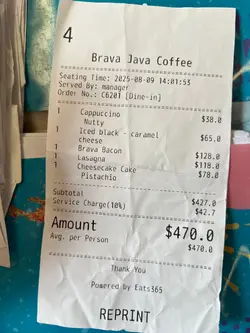 4
Brava Java Coffee
Seating Time: 2025-08-09 14:01:53
Served By: manager
Order No.: C6201 [Dine-in]
1 Cappuccino $38.0
Nutty
1 Iced black - caramel $65.0
cheese
1 Brava Bacon $128.0
1 Lasagna $118.0
1 Cheesecake Cake $78.0
Pistachio
Subtotal $427.0
Service Charge(10%) $42.7
Amount $470.0
Avg. per Person $470.0
Thank You
Powered by Eats365
REPRINT